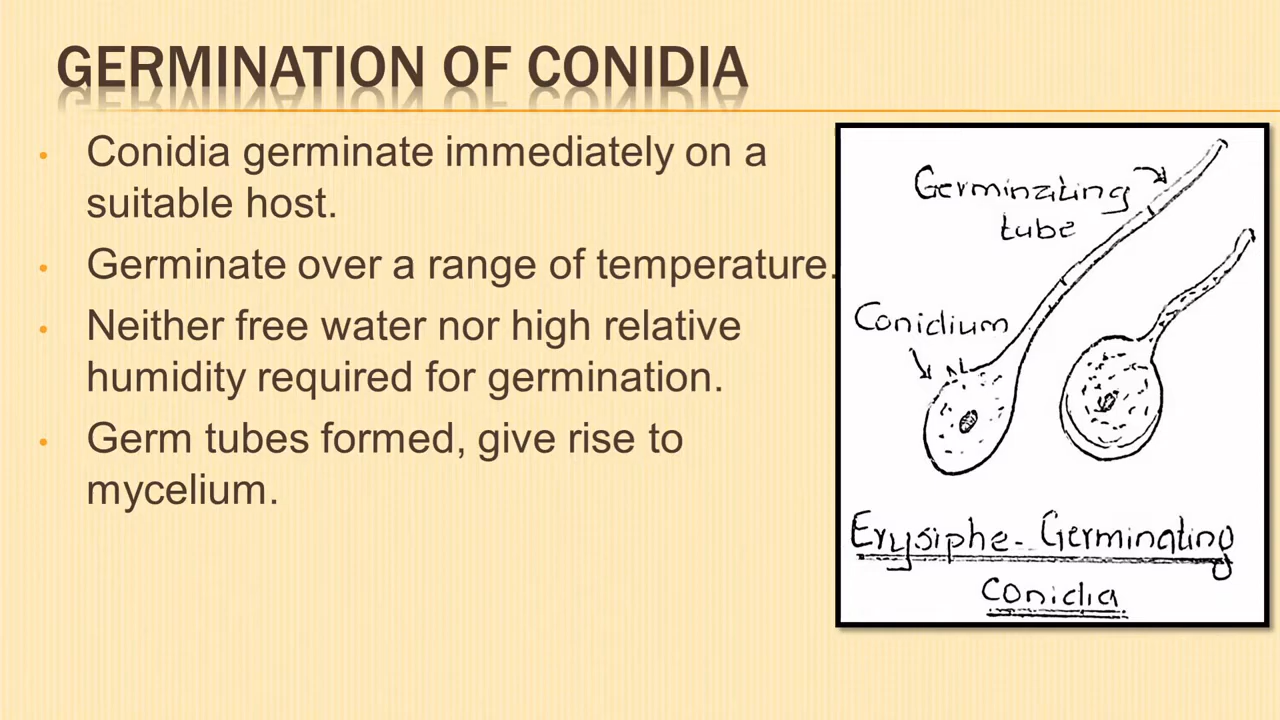 GERMINATION OF CONIDIA
• Conidia germinate immediately on a
suitable host.
• Germinate over a range of temperature.
• Neither free water nor high relative
humidity required for germination.
• Germ tubes formed, give rise to
mycelium.
Germinating
tube
Conidium
Erysiphe- Germinating
Conidia